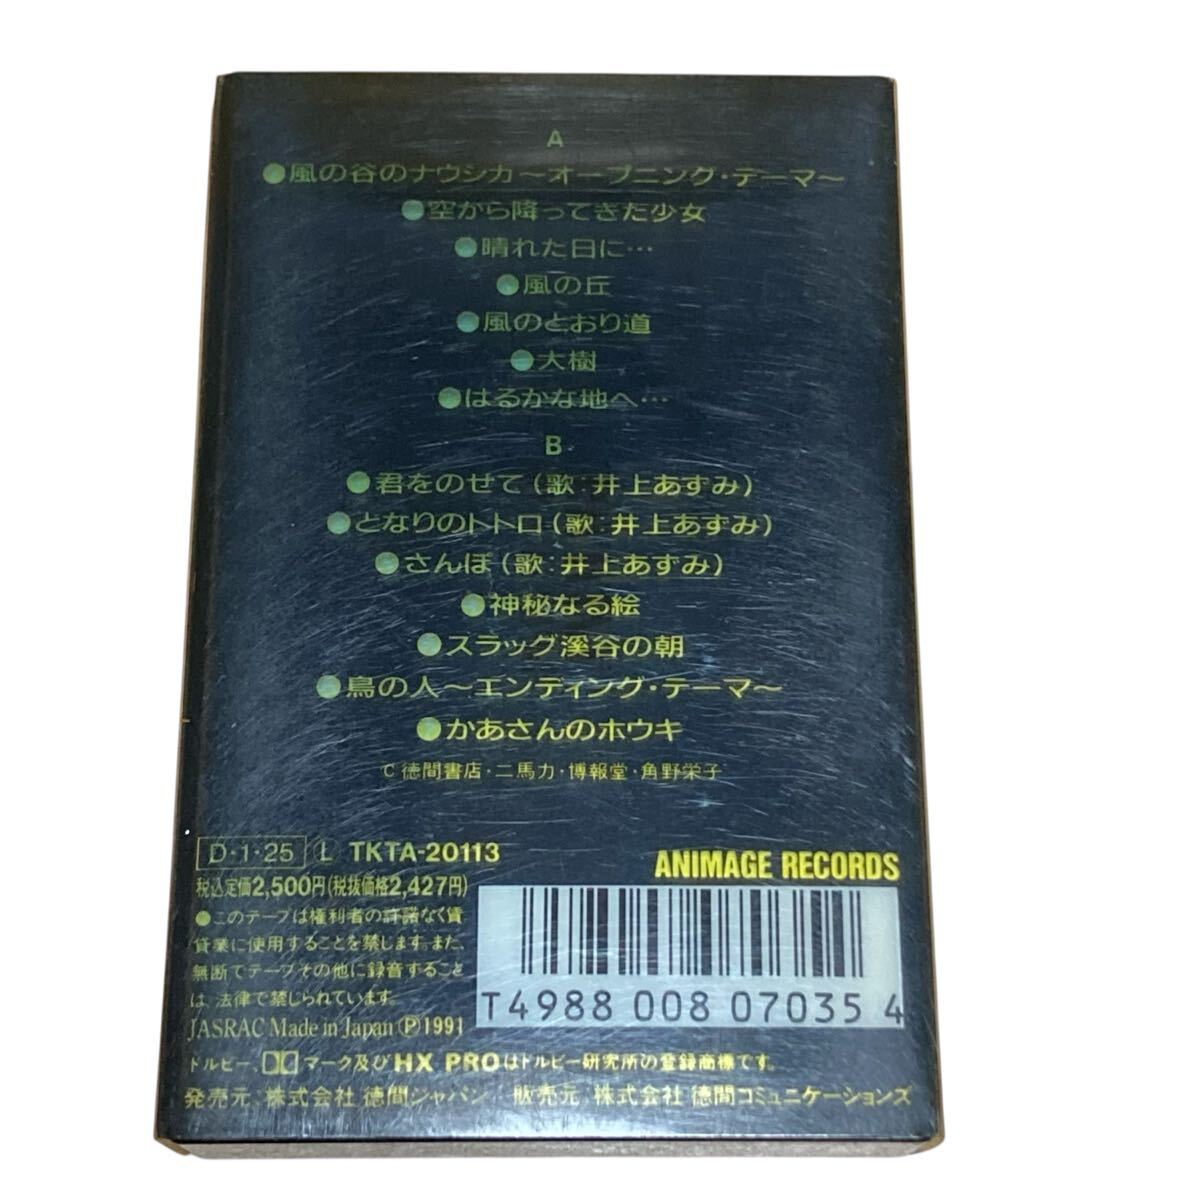 A
●風の谷のナウシカ～オープニング・テーマ～
●空から降ってきた少女
●晴れた日に…
●風の丘
●風のとおり道
●大樹
●はるかな地へ…
B
●君をのせて(歌:井上あずみ)
●となりのトトロ(歌:井上あずみ)
●さんぽ(歌:井上あずみ)
●神秘なる絵
●スラッグ溪谷の朝
●鳥の人～エンディング・テーマ～
●かあさんのホウキ
C 徳間書店・二馬力・博報堂・角野栄子
D・1・25 Ⓛ TKTA-20113
ANIMAGE RECORDS
税込定価2,500円(税抜価格2,427円)
●このテープは権利者の許諾なく賃
貸業に使用することを禁じます。また、
無断でテープその他に録音すること
は、法律で禁じられています。
JASRAC Made in Japan Ⓟ1991
T4988 008 07035 4
ドルビー、マーク及びHX PROはドルビー研究所の登録商標です。
発売元、株式会社 徳間ジャパン 販売元、株式会社 徳間コミュニケーションズ